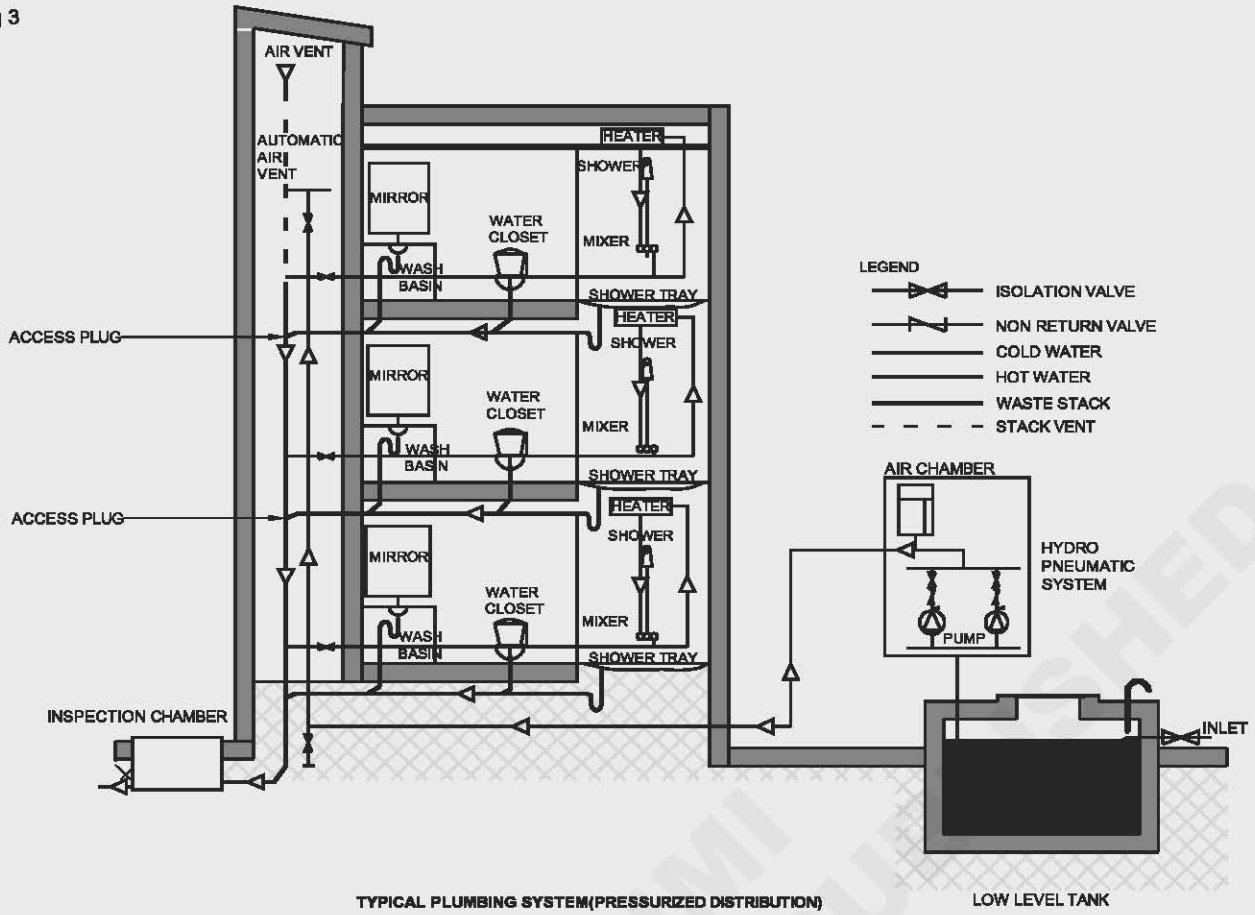 3
AIR VENT
AUTOMATIC
AIR
VENT
HEATER
SHOWER
MIRROR
WATER
CLOSET
MIXER
WASH
BASIN
SHOWER TRAY
ACCESS PLUG
HEATER
SHOWER
MIRROR
WATER
CLOSET
MIXER
WASH
BASIN
SHOWER TRAY
ACCESS PLUG
HEATER
SHOWER
MIRROR
WATER
CLOSET
MIXER
WASH
BASIN
SHOWER TRAY
INSPECTION CHAMBER
LEGEND
ISOLATION VALVE
NON RETURN VALVE
COLD WATER
HOT WATER
WASTE STACK
STACK VENT
AIR CHAMBER
HYDRO
PNEUMATIC
SYSTEM
PUMP
INLET
TYPICAL PLUMBING SYSTEM(PRESSURIZED DISTRIBUTION)
LOW LEVEL TANK